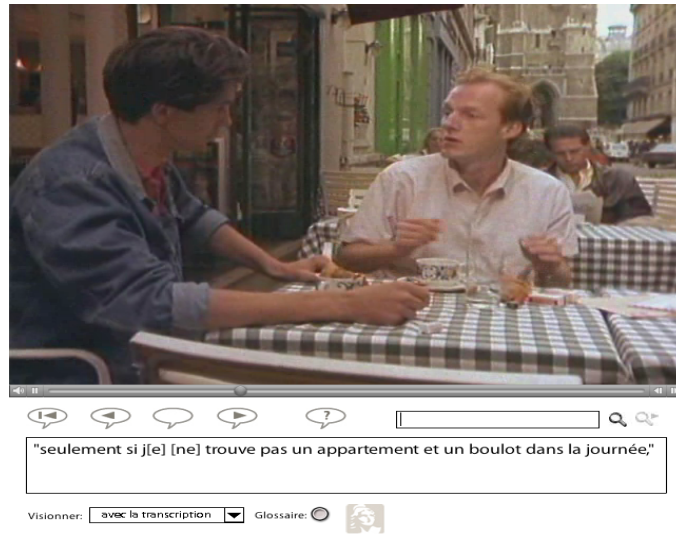 ?
"seulement si j[e] [ne] trouve pas un appartement et un boulot dans la journée,"
Visionner: avec la transcription Glossaire: